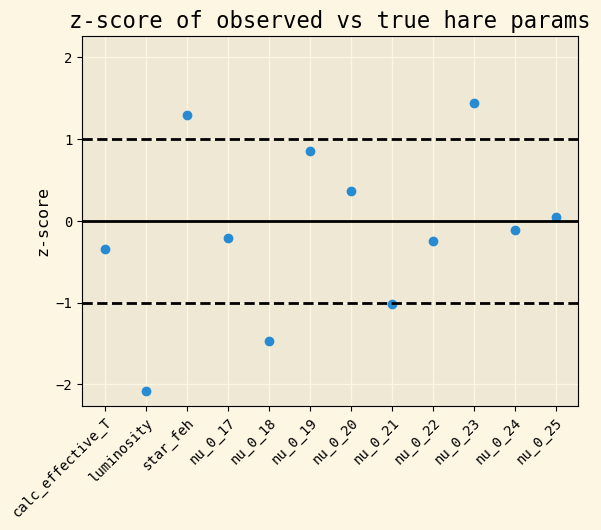 z-score of observed vs true hare params
z-score
2
1
0
−1
−2
calc_effective_T
luminosity
star_feh
nu_0_17
nu_0_18
nu_0_19
nu_0_20
nu_0_21
nu_0_22
nu_0_23
nu_0_24
nu_0_25